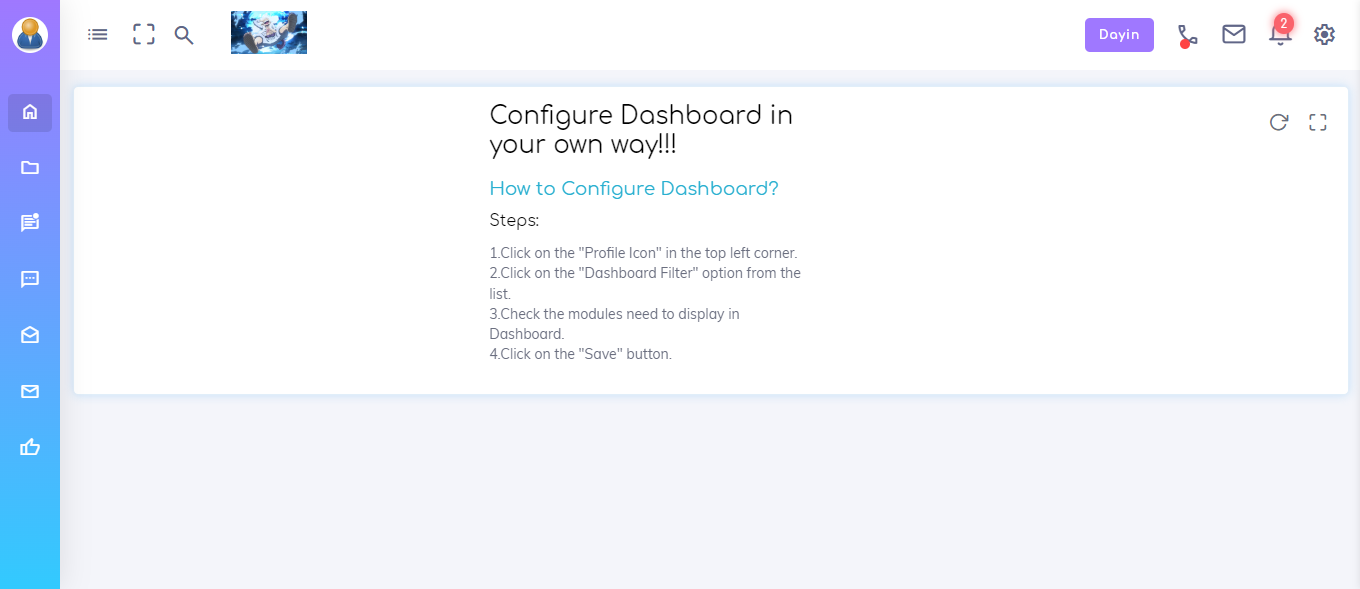 Dayin
2
Configure Dashboard in
your own way!!!
How to Configure Dashboard?
Steps:
1.Click on the "Profile Icon" in the top left corner.
2.Click on the "Dashboard Filter" option from the
list.
3.Check the modules need to display in
Dashboard.
4.Click on the "Save" button.